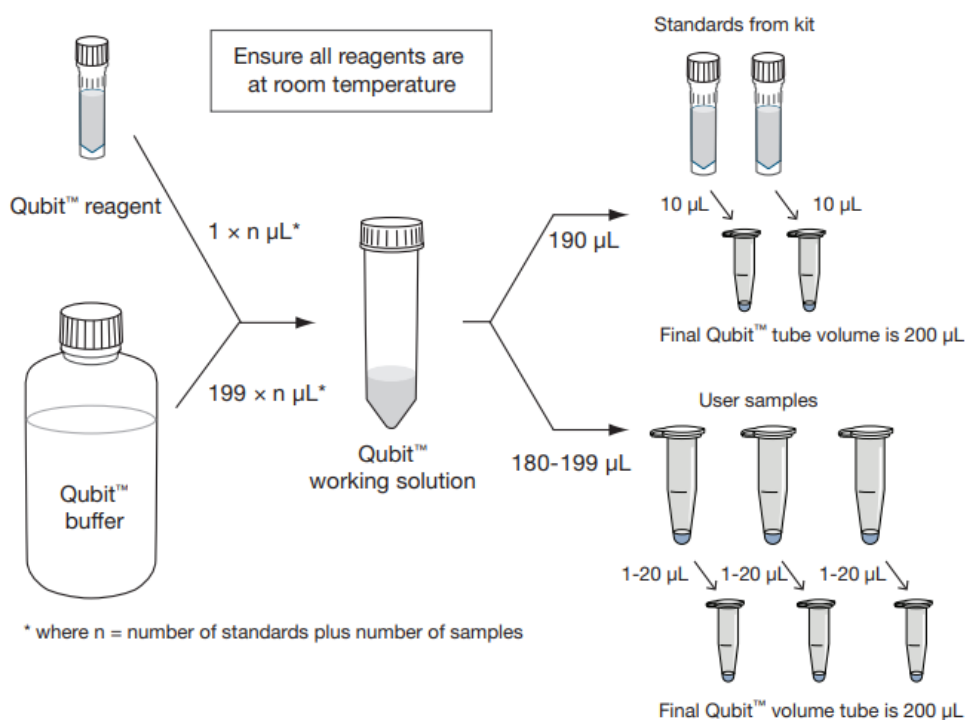 Ensure all reagents are
at room temperature
Standards from kit
Qubit™ reagent
1 × n µL*
10 µL
10 µL
190 µL
Final Qubit™ tube volume is 200 µL
199 × n µL*
Qubit™
buffer
Qubit™
working solution
User samples
180-199 µL
1-20 µL
1-20 µL
1-20 µL
* where n = number of standards plus number of samples
Final Qubit™ volume tube is 200 µL